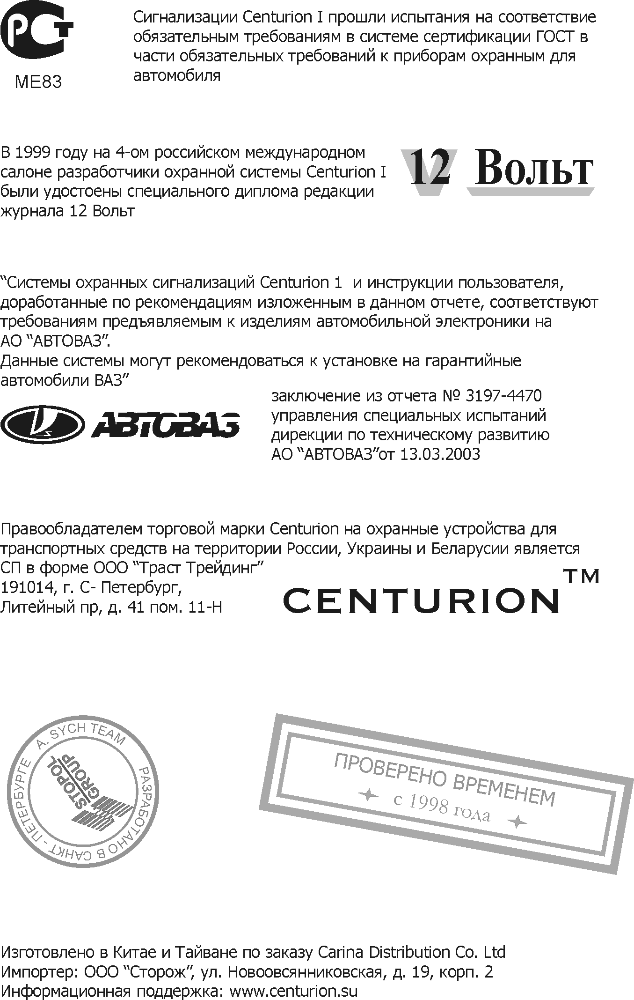 РСТ
МЕ83
Сигнализации Centurion I прошли испытания на соответствие
обязательным требованиям в системе сертификации ГОСТ в
части обязательных требований к приборам охранным для
автомобиля
В 1999 году на 4-ом российском международном
салоне разработчики охранной системы Centurion I
были удостоены специального диплома редакции
журнала 12 Вольт
12 Вольт
“Системы охранных сигнализаций Centurion 1  и инструкции пользователя,
доработанные по рекомендациям изложенным в данном отчете, соответствуют
требованиям предъявляемым к изделиям автомобильной электроники на
АО “АВТОВАЗ”.
Данные системы могут рекомендоваться к установке на гарантийные
автомобили ВАЗ”
АВТОВАЗ
заключение из отчета № 3197-4470
управления специальных испытаний
дирекции по техническому развитию
АО “АВТОВАЗ”от 13.03.2003
Правообладателем торговой марки Centurion на охранные устройства для
транспортных средств на территории России, Украины и Беларусии является
СП в форме ООО “Траст Трейдинг”
191014, г. С- Петербург,
Литейный пр, д. 41 пом. 11-Н
CENTURION™
A. SYCH TEAM
РАЗРАБОТАНО В САНКТ - ПЕТЕРБУРГЕ
STOPOL
GROUP
ПРОВЕРЕНО ВРЕМЕНЕМ
с 1998 года
Изготовлено в Китае и Тайване по заказу Carina Distribution Co. Ltd
Импортер: ООО “Сторож”, ул. Новоовсянниковская, д. 19, корп. 2
Информационная поддержка: www.centurion.su